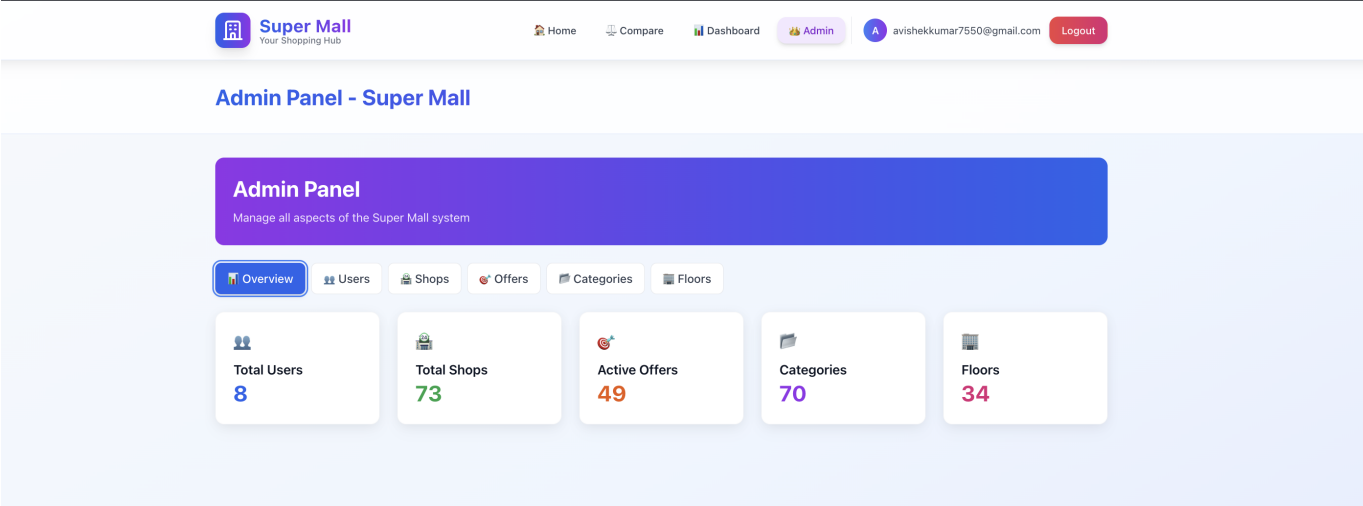 Super Mall
Your Shopping Hub
Home
Compare
Dashboard
Admin
A
avishekkumar7550@gmail.com
Logout
Admin Panel - Super Mall
Admin Panel
Manage all aspects of the Super Mall system
Overview
Users
Shops
Offers
Categories
Floors
Total Users
8
Total Shops
73
Active Offers
49
Categories
70
Floors
34